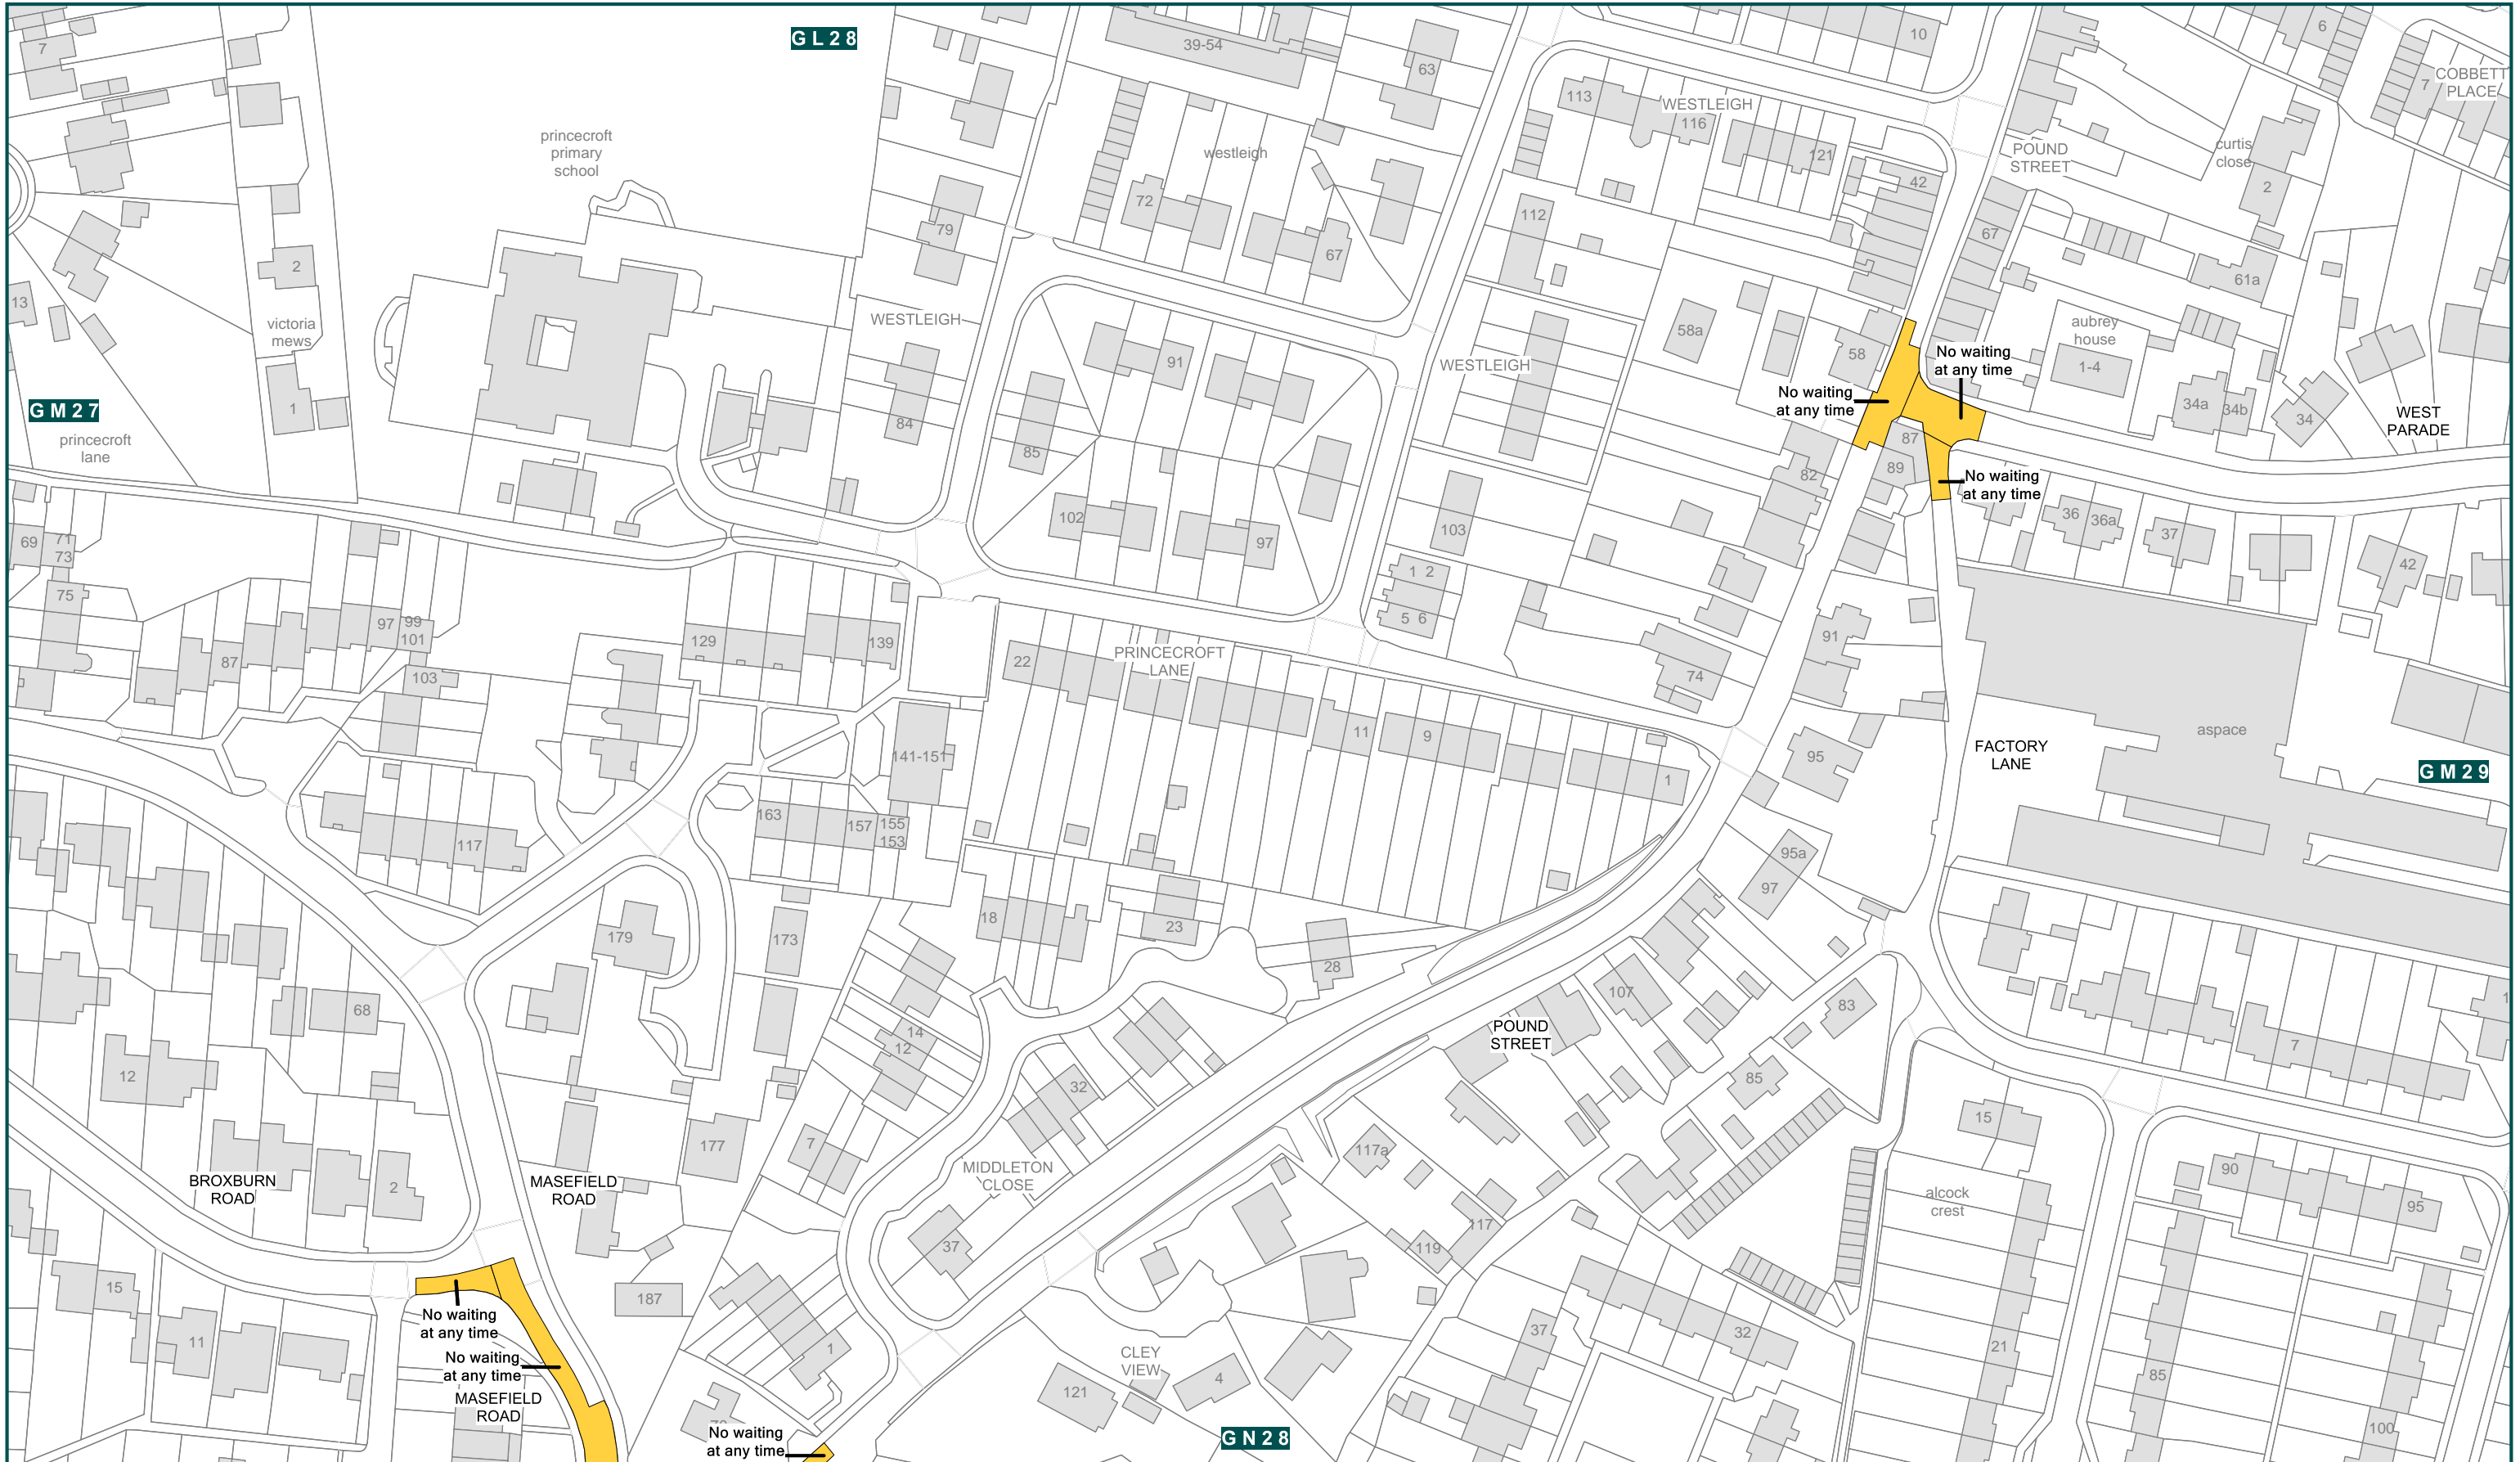 7
G L 2 8
39-54
63
10
6
COBBETT
PLACE
7
113
WESTLEIGH
116
121
princecroft
primary
school
westleigh
POUND
STREET
curtis
close
2
42
72
79
67
112
67
61a
2
13
victoria
mews
WESTLEIGH
58a
aubrey
house
1-4
58
No waiting
at any time
91
WESTLEIGH
84
85
1
G M 2 7
princecroft
lane
No waiting
at any time
34a
34b
34
WEST
PARADE
87
89
82
No waiting
at any time
102
97
103
36
36a
37
42
69
71
73
75
1 2
5 6
97
99
101
87
103
129
139
22
PRINCECROFT
LANE
91
74
11
9
1
141-151
95
FACTORY
LANE
aspace
G M 2 9
117
163
157
155
153
95a
97
18
23
28
179
173
68
12
14
12
107
83
POUND
STREET
7
1
32
85
15
117a
7
177
BROXBURN
ROAD
2
MASEFIELD
ROAD
MIDDLETON
CLOSE
37
117
119
alcock
crest
90
95
15
11
187
No waiting
at any time
No waiting
at any time
MASEFIELD
ROAD
1
CLEY
VIEW
121
4
37
32
21
85
100
No waiting
at any time
G N 2 8